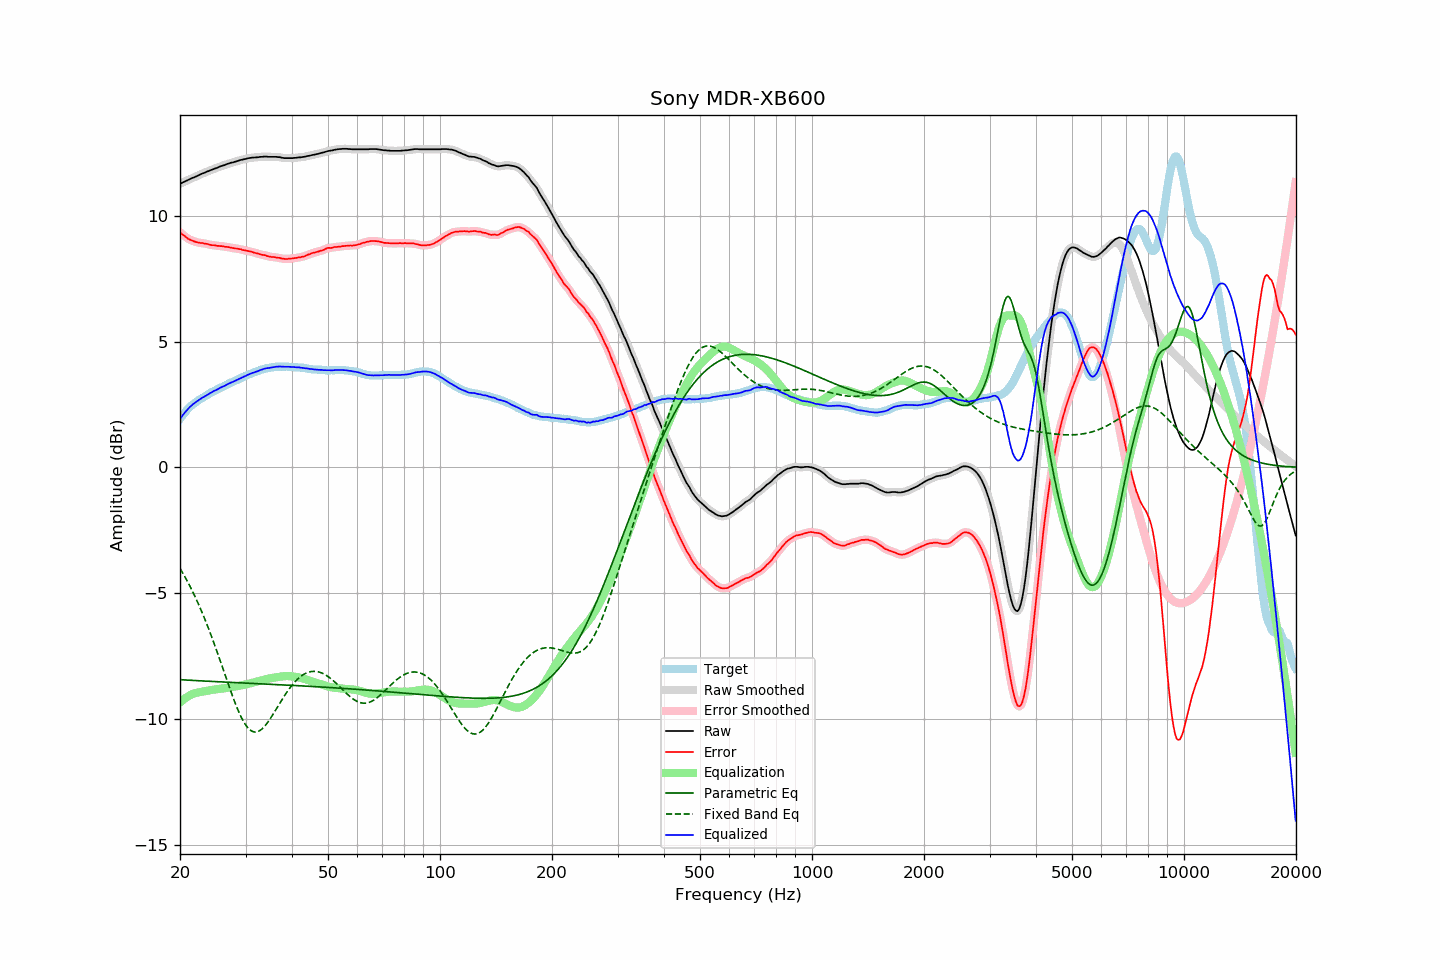 Sony MDR-XB600
Amplitude (dBr)
10
5
0
−5
−10
−15
20
50
100
200
500
1000
2000
5000
10000
20000
Frequency (Hz)
Target
Raw Smoothed
Error Smoothed
Raw
Error
Equalization
Parametric Eq
Fixed Band Eq
Equalized